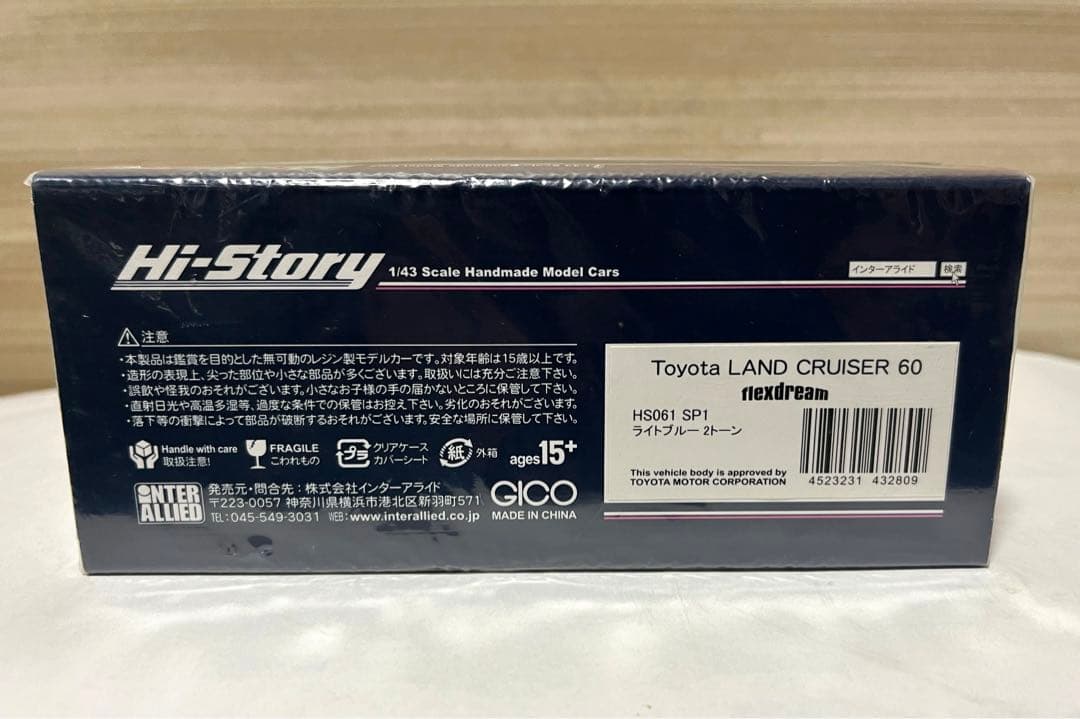 Hi-Story
1/43 Scale Handmade Model Cars
インターアライド 検索
注意
・本製品は鑑賞を目的とした無可動のレジン製モデルカーです。対象年齢は15歳以上です。
・造形の表現上、尖った部位や小さな部品が多くございます。取扱いには充分ご注意下さい。
・誤飲や怪我のおそれがございます。小さなお子様の手の届かないところに保管して下さい。
・直射日光や高温多湿等、過度な条件での保管はお控え下さい。劣化のおそれがございます。
・落下等の衝撃によって部品が破断するおそれがございます。安全な場所に保管して下さい。
Handle with care
取扱注意!
FRAGILE
こわれもの
プラ
クリアケース
カバーシート
紙
外箱
ages15+
INTER
ALLIED
発売元・問合先：株式会社インターアライド
〒223-0057 神奈川県横浜市港北区新羽町571
TEL:045-549-3031 WEB:www.interallied.co.jp
GICO
MADE IN CHINA
Toyota LAND CRUISER 60
flexdream
HS061 SP1
ライトブルー 2トーン
This vehicle body is approved by
TOYOTA MOTOR CORPORATION
4523231 432809